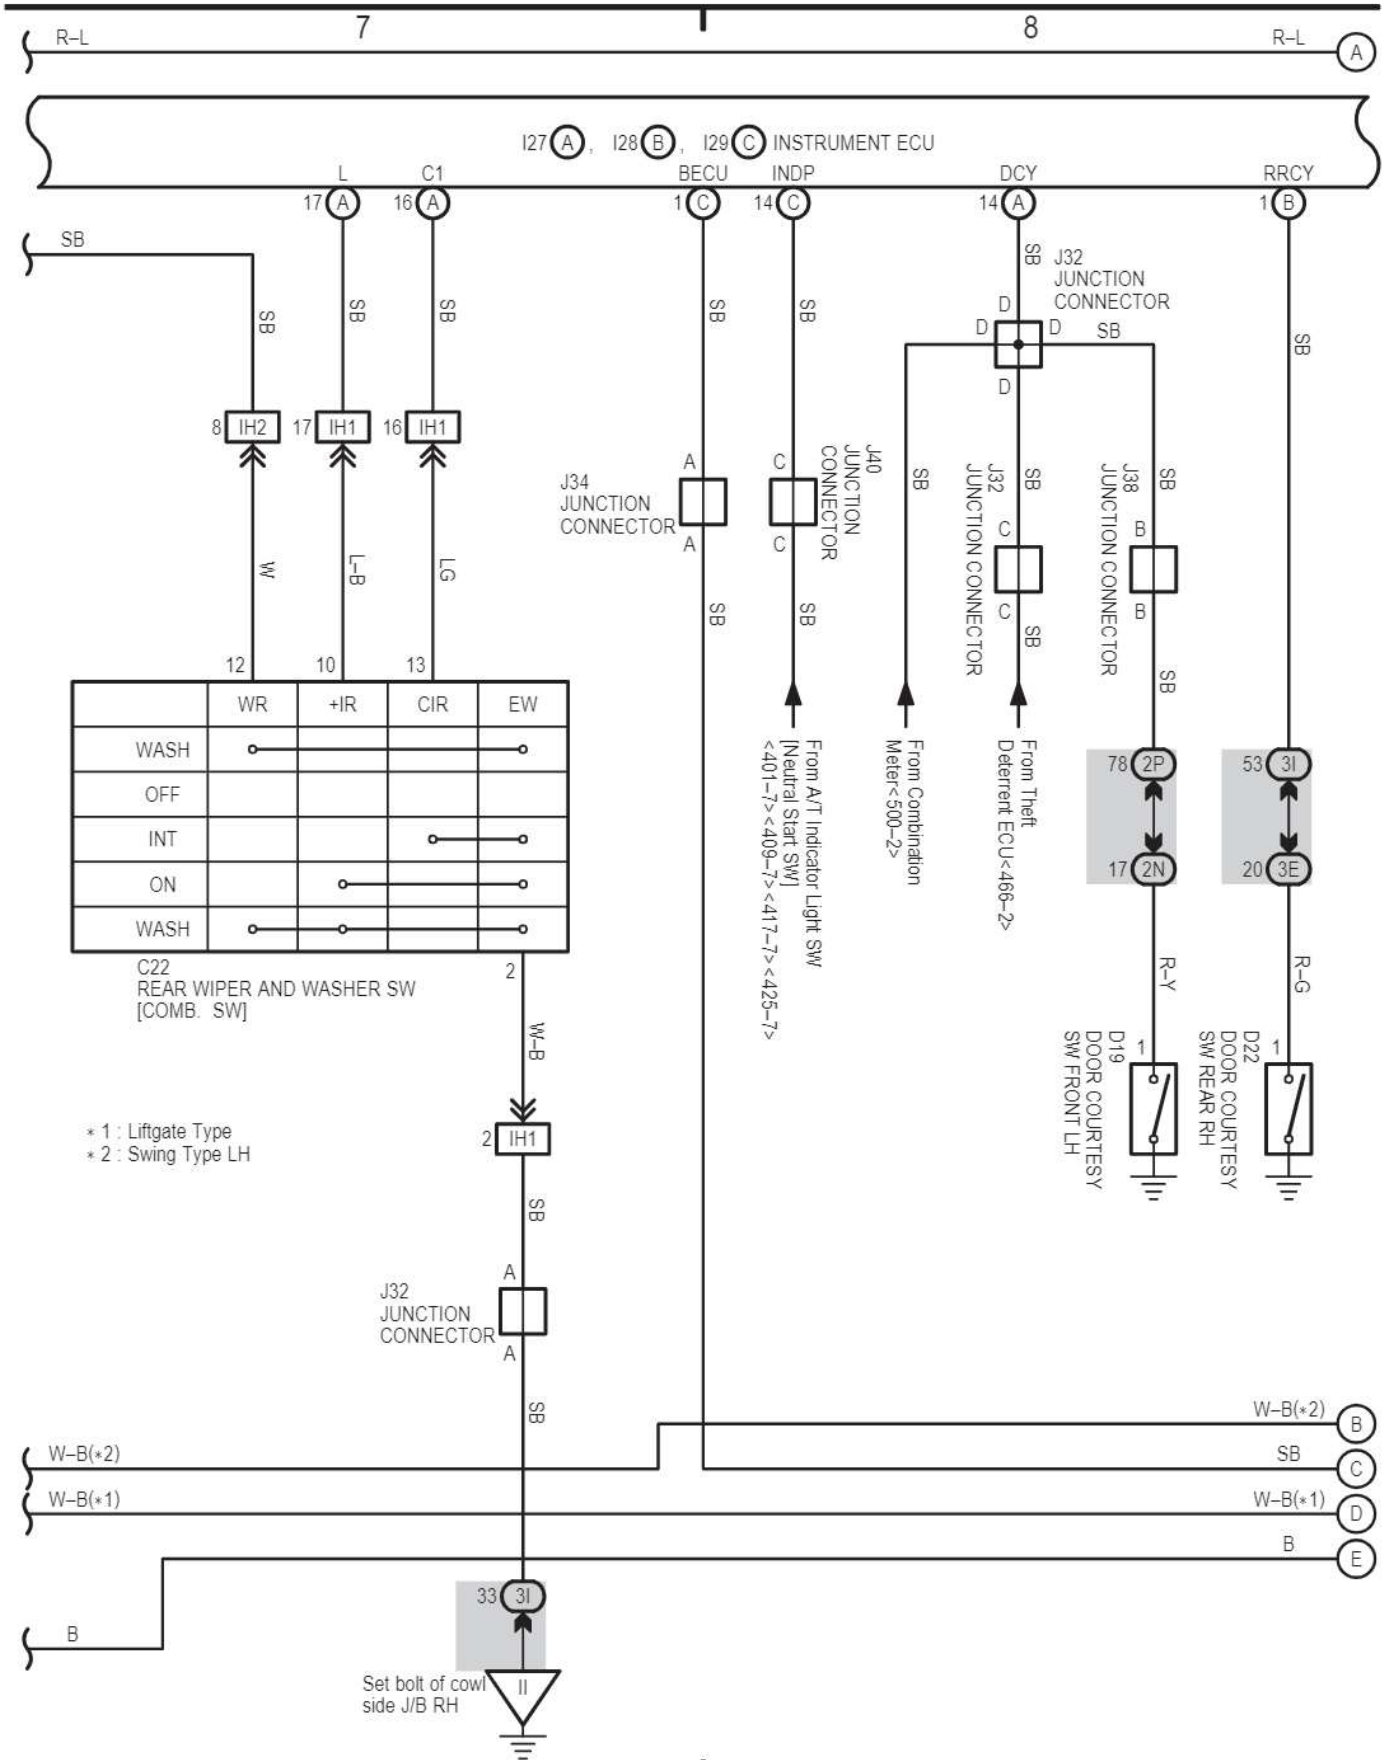 7
8
R–L
R–L
A
I27 A , I28 B , I29 C INSTRUMENT ECU
L
C1
BECU
INDP
DCY
RRCY
17 A
16 A
1 C
14 C
14 A
1 B
SB
SB
SB
SB
SB
SB
SB
SB
J32
JUNCTION
CONNECTOR
D
D
D
D
SB
8 IH2
17 IH1
16 IH1
J34
JUNCTION
CONNECTOR
A
A
C
C
J40
JUNCTION
CONNECTOR
SB
SB
J32
JUNCTION CONNECTOR
C
C
SB
J38
JUNCTION CONNECTOR
B
B
W
L–B
LG
SB
SB
SB
SB
12
10
13
WR
+IR
CIR
EW
WASH
OFF
INT
ON
WASH
C22
REAR WIPER AND WASHER SW
[COMB. SW]
2
From A/T Indicator Light SW
[Neutral Start SW]
<401–7><409–7><417–7><425–7>
From Combination
Meter<500–2>
From Theft
Deterrent ECU<466–2>
78 2P
17 2N
53 3I
20 3E
R–Y
R–G
W–B
D19
DOOR COURTESY
SW FRONT LH
1
D22
DOOR COURTESY
SW REAR RH
1
∗ 1 : Liftgate Type
∗ 2 : Swing Type LH
2 IH1
SB
J32
JUNCTION
CONNECTOR
A
A
SB
W–B(∗2)
W–B(∗2)
B
SB
C
W–B(∗1)
W–B(∗1)
D
B
E
B
33 3I
Set bolt of cowl
side J/B RH
II